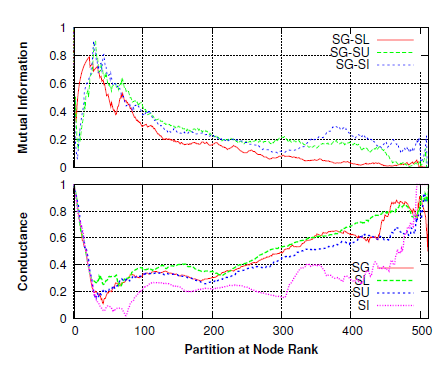 1
SG-SL
SG-SU
0.8
SG-SI
0.6
0.4
0.2
0
Mutual Information
1
0.8
0.6
0.4
0.2
0
Conductance
SG
SL
SU
SI
0 100 200 300 400 500
Partition at Node Rank